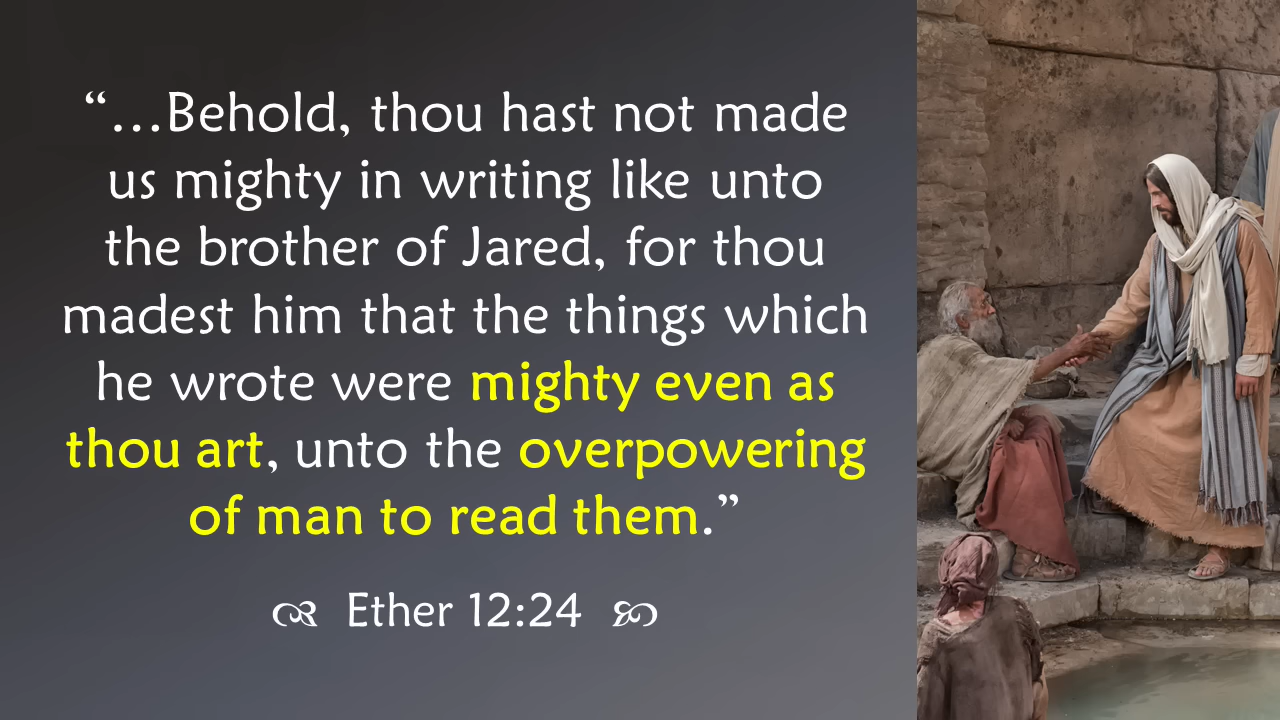 “…Behold, thou hast not made
us mighty in writing like unto
the brother of Jared, for thou
madest him that the things which
he wrote were mighty even as
thou art, unto the overpowering
of man to read them.”
Ether 12:24